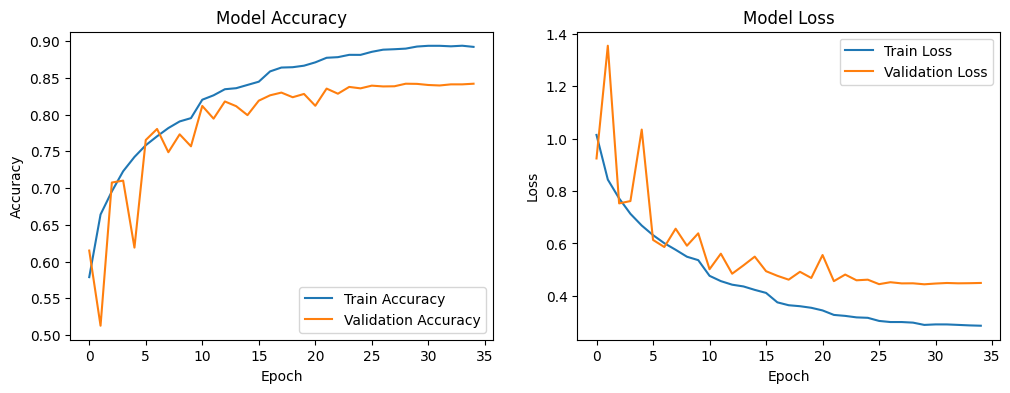 Model Accuracy
Accuracy
0.90
0.85
0.80
0.75
0.70
0.65
0.60
0.55
0.50
Train Accuracy
Validation Accuracy
0 5 10 15 20 25 30 35
Epoch
Model Loss
Loss
1.4
1.2
1.0
0.8
0.6
0.4
Train Loss
Validation Loss
0 5 10 15 20 25 30 35
Epoch